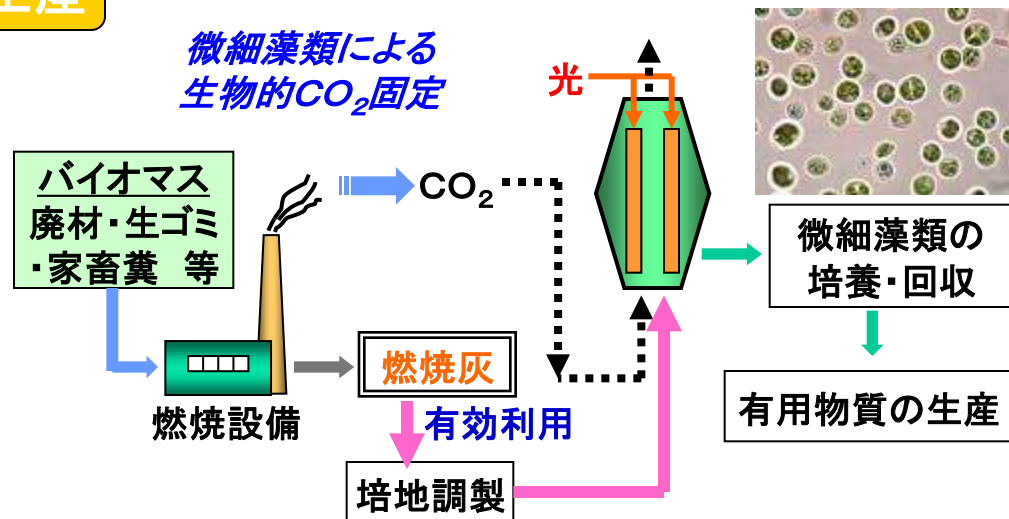 生産
微細藻類による
生物的CO₂固定
光
バイオマス
廃材・生ゴミ
・家畜糞 等
CO₂
微細藻類の
培養・回収
燃焼灰
燃焼設備
有効利用
有用物質の生産
培地調製